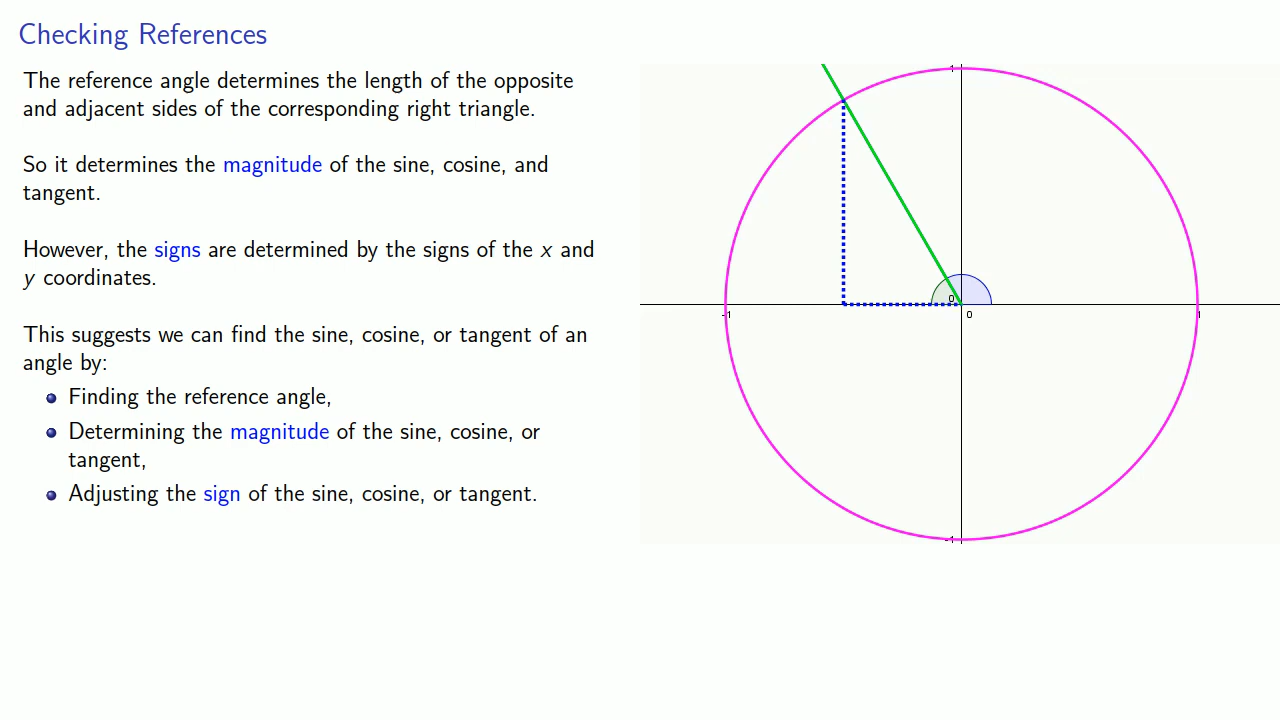 Checking References
The reference angle determines the length of the opposite
and adjacent sides of the corresponding right triangle.
So it determines the magnitude of the sine, cosine, and
tangent.
However, the signs are determined by the signs of the x and
y coordinates.
This suggests we can find the sine, cosine, or tangent of an
angle by:
Finding the reference angle,
Determining the magnitude of the sine, cosine, or
tangent,
Adjusting the sign of the sine, cosine, or tangent.
1
0
-1
0
1
-1